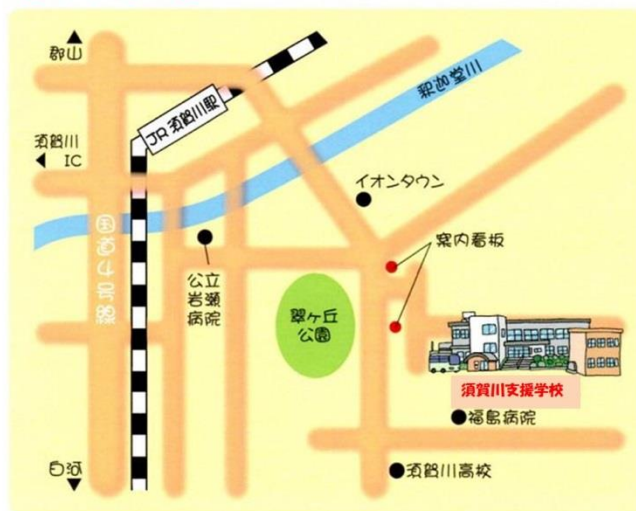 郡山
須賀川
IC
JR 須賀川駅
釈迦堂川
イオンタウン
案内看板
国道4号線
公立
岩瀬
病院
翠ヶ丘
公園
須賀川支援学校
福島病院
白河
須賀川高校